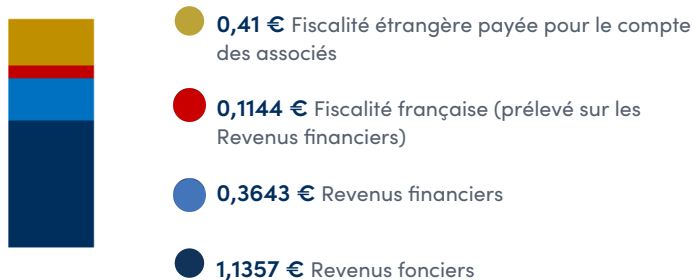 0,41 € Fiscalité étrangère payée pour le compte
des associés
0,1144 € Fiscalité française (prélevé sur les
Revenus financiers)
0,3643 € Revenus financiers
1,1357 € Revenus fonciers